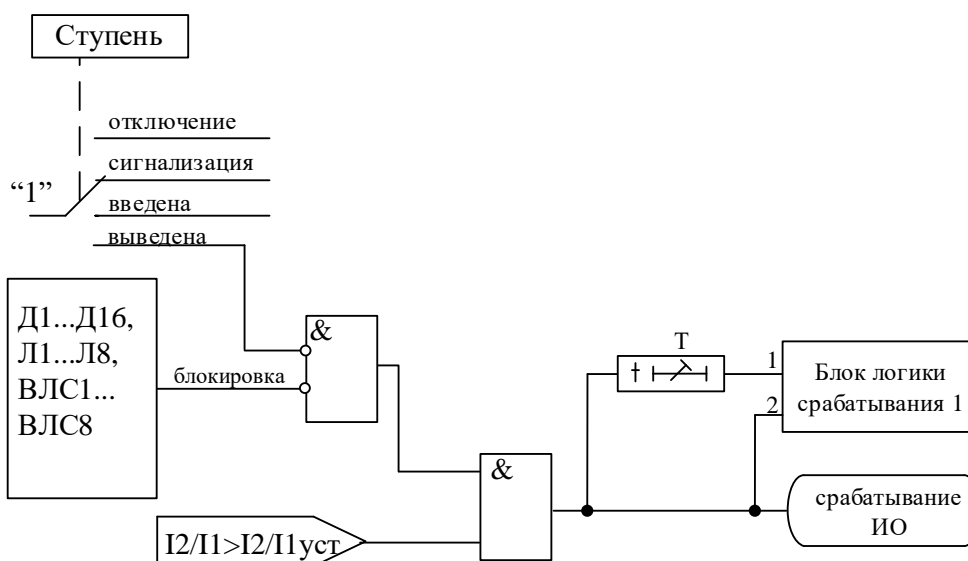 Ступень
отключение
сигнализация
“1”
введена
выведена
Д1...Д16,
Л1...Л8,
ВЛС1...
ВЛС8
блокировка
&
&
I2/I1>I2/I1уст
T
1
2
Блок логики
срабатывания 1
срабатывание
ИО